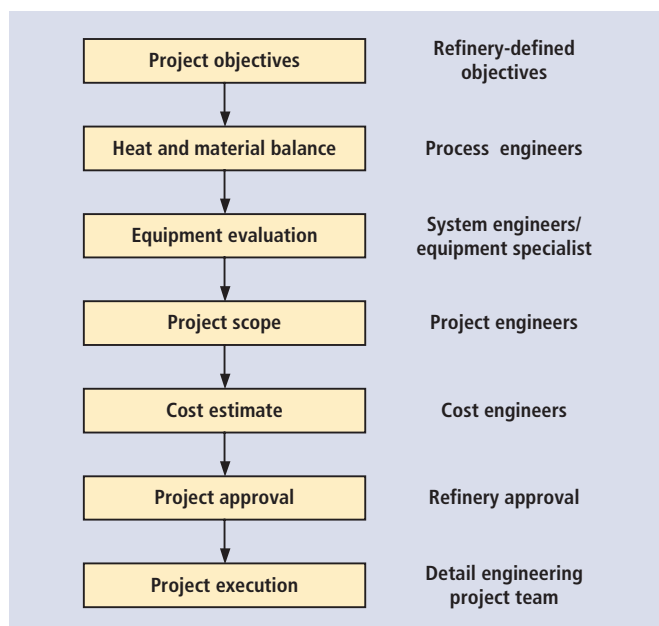 Project objectives
Refinery-defined
objectives
Heat and material balance
Process engineers
Equipment evaluation
System engineers/
equipment specialist
Project scope
Project engineers
Cost estimate
Cost engineers
Project approval
Refinery approval
Project execution
Detail engineering
project team